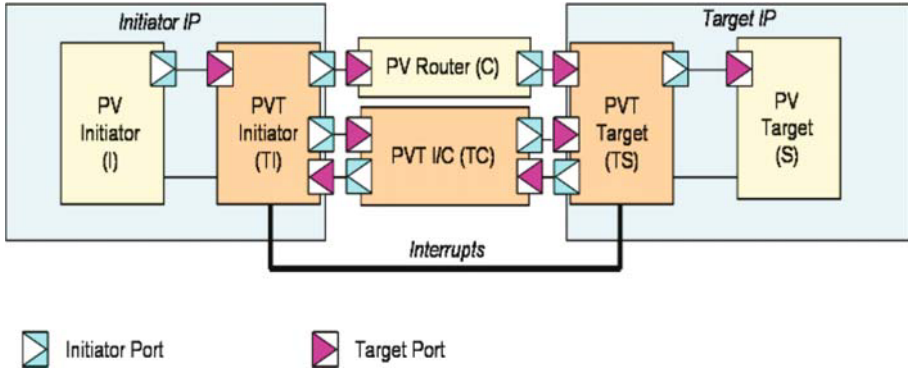 Initiator IP
Target IP
PV Router (C)
PV
Initiator
(I)
PVT
Initiator
(TI)
PVT I/C (TC)
PVT
Target
(TS)
PV
Target
(S)
Interrupts
Initiator Port
Target Port